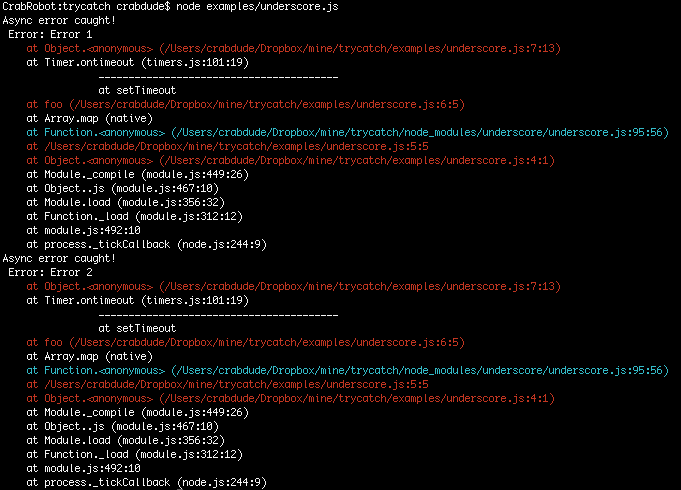 CrabRobot:trycatch crabdude$ node examples/underscore.js
Async error caught!
 Error: Error 1
    at Object.<anonymous> (/Users/crabdude/Dropbox/mine/trycatch/examples/underscore.js:7:13)
    at Timer.ontimeout (timers.js:101:19)
                ----------------------------------------
                at setTimeout
    at foo (/Users/crabdude/Dropbox/mine/trycatch/examples/underscore.js:6:5)
    at Array.map (native)
    at Function.<anonymous> (/Users/crabdude/Dropbox/mine/trycatch/node_modules/underscore/underscore.js:95:56)
    at /Users/crabdude/Dropbox/mine/trycatch/examples/underscore.js:5:5
    at Object.<anonymous> (/Users/crabdude/Dropbox/mine/trycatch/examples/underscore.js:4:1)
    at Module._compile (module.js:449:26)
    at Object..js (module.js:467:10)
    at Module.load (module.js:356:32)
    at Function._load (module.js:312:12)
    at module.js:492:10
    at process._tickCallback (node.js:244:9)
Async error caught!
 Error: Error 2
    at Object.<anonymous> (/Users/crabdude/Dropbox/mine/trycatch/examples/underscore.js:7:13)
    at Timer.ontimeout (timers.js:101:19)
                ----------------------------------------
                at setTimeout
    at foo (/Users/crabdude/Dropbox/mine/trycatch/examples/underscore.js:6:5)
    at Array.map (native)
    at Function.<anonymous> (/Users/crabdude/Dropbox/mine/trycatch/node_modules/underscore/underscore.js:95:56)
    at /Users/crabdude/Dropbox/mine/trycatch/examples/underscore.js:5:5
    at Object.<anonymous> (/Users/crabdude/Dropbox/mine/trycatch/examples/underscore.js:4:1)
    at Module._compile (module.js:449:26)
    at Object..js (module.js:467:10)
    at Module.load (module.js:356:32)
    at Function._load (module.js:312:12)
    at module.js:492:10
    at process._tickCallback (node.js:244:9)